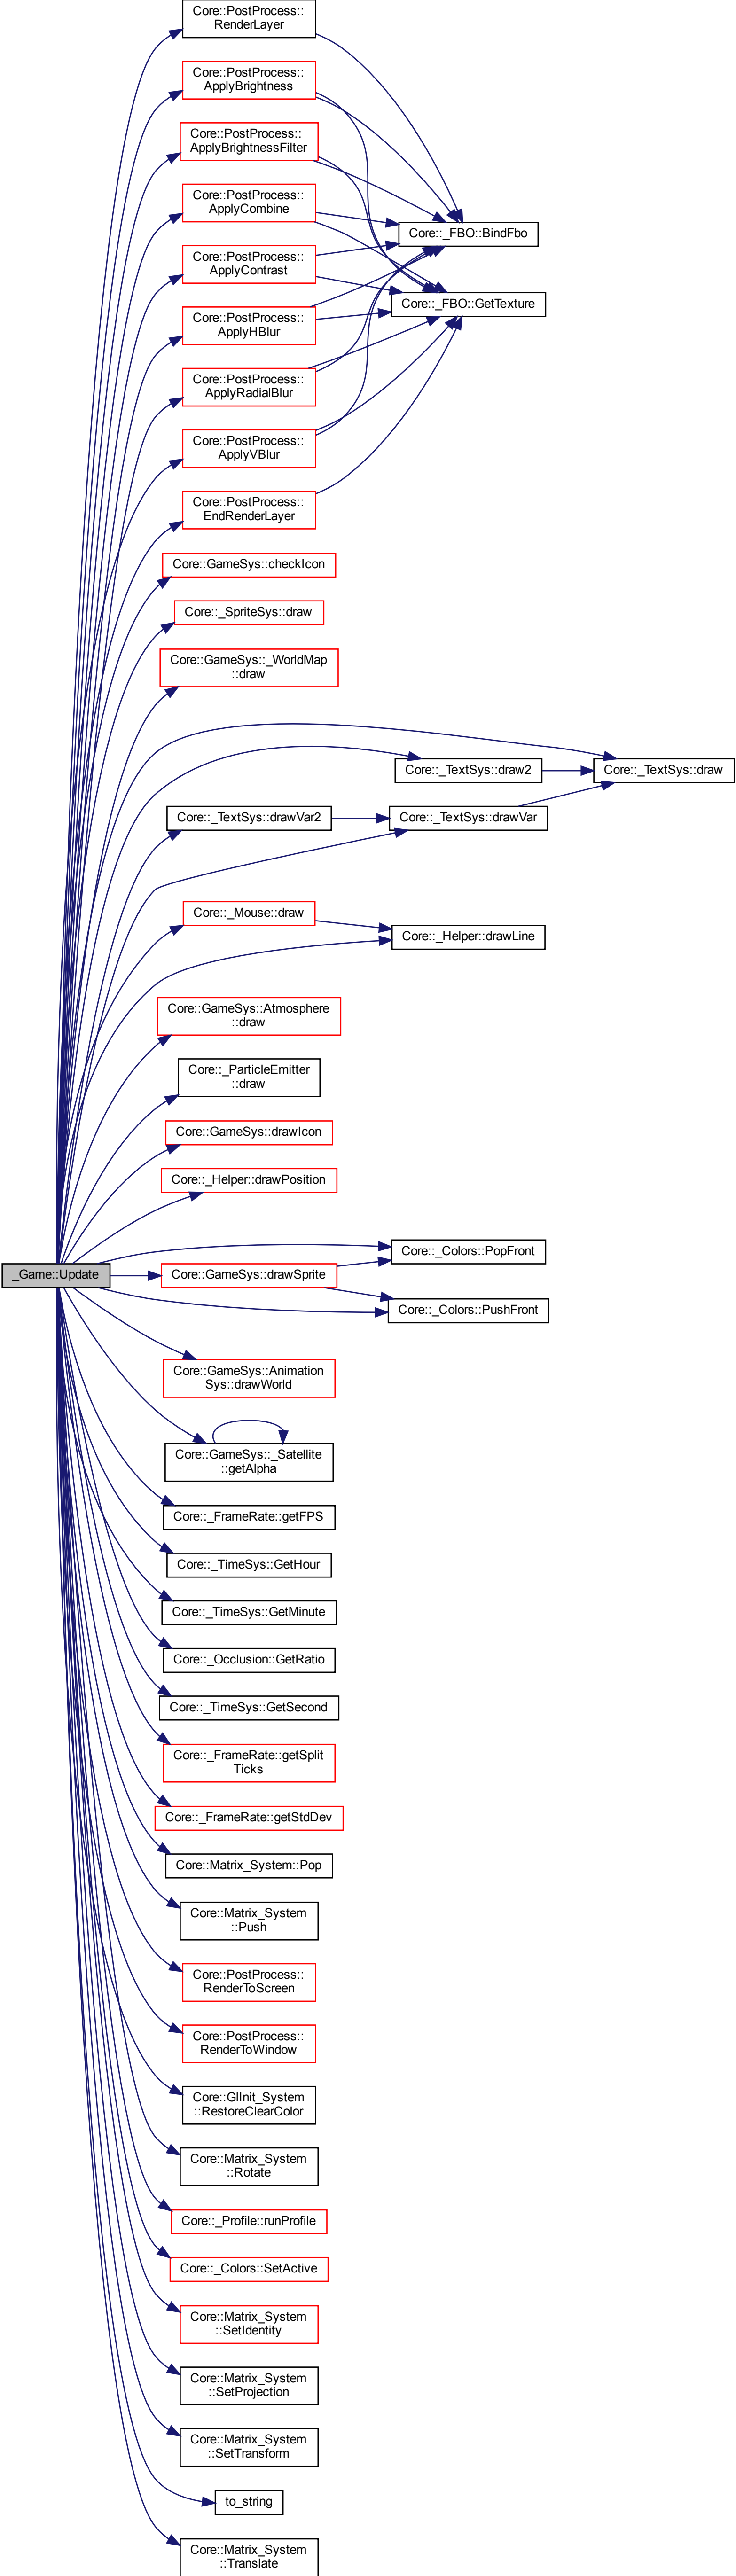 Core::PostProcess::
RenderLayer
Core::PostProcess::
ApplyBrightness
Core::PostProcess::
ApplyBrightnessFilter
Core::PostProcess::
ApplyCombine
Core::_FBO::BindFbo
Core::PostProcess::
ApplyContrast
Core::_FBO::GetTexture
Core::PostProcess::
ApplyHBlur
Core::PostProcess::
ApplyRadialBlur
Core::PostProcess::
ApplyVBlur
Core::PostProcess::
EndRenderLayer
Core::GameSys::checkIcon
Core::_SpriteSys::draw
Core::GameSys::_WorldMap
::draw
Core::_TextSys::draw2
Core::_TextSys::draw
Core::_TextSys::drawVar2
Core::_TextSys::drawVar
Core::_Mouse::draw
Core::_Helper::drawLine
Core::GameSys::Atmosphere
::draw
Core::_ParticleEmitter
::draw
Core::GameSys::drawIcon
Core::_Helper::drawPosition
Core::_Colors::PopFront
_Game::Update
Core::GameSys::drawSprite
Core::_Colors::PushFront
Core::GameSys::Animation
Sys::drawWorld
Core::GameSys::_Satellite
::getAlpha
Core::_FrameRate::getFPS
Core::_TimeSys::GetHour
Core::_TimeSys::GetMinute
Core::_Occlusion::GetRatio
Core::_TimeSys::GetSecond
Core::_FrameRate::getSplit
Ticks
Core::_FrameRate::getStdDev
Core::Matrix_System::Pop
Core::Matrix_System
::Push
Core::PostProcess::
RenderToScreen
Core::PostProcess::
RenderToWindow
Core::GlInit_System
::RestoreClearColor
Core::Matrix_System
::Rotate
Core::_Profile::runProfile
Core::_Colors::SetActive
Core::Matrix_System
::SetIdentity
Core::Matrix_System
::SetProjection
Core::Matrix_System
::SetTransform
to_string
Core::Matrix_System
::Translate